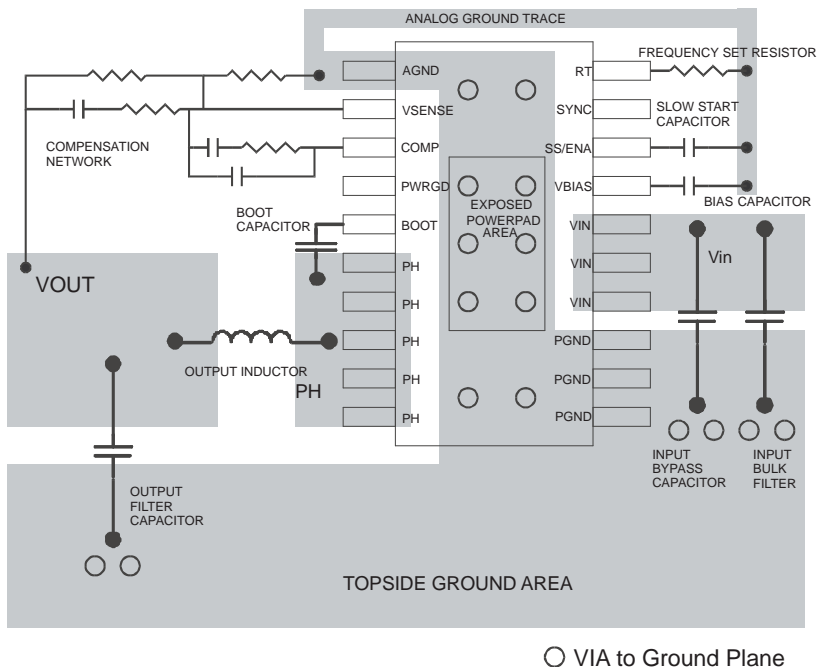 ANALOG GROUND TRACE
FREQUENCY SET RESISTOR
AGND
RT
VSENSE
SYNC
SLOW START
CAPACITOR
COMPENSATION
NETWORK
COMP
SS/ENA
PWRGD
VBIAS
BIAS CAPACITOR
EXPOSED
POWERPAD
AREA
BOOT
CAPACITOR
BOOT
VIN
PH
VIN
Vin
VOUT
PH
VIN
PH
PGND
OUTPUT INDUCTOR
PH
PH
PGND
PH
PGND
INPUT
BYPASS
CAPACITOR
INPUT
BULK
FILTER
OUTPUT
FILTER
CAPACITOR
TOPSIDE GROUND AREA
VIA to Ground Plane